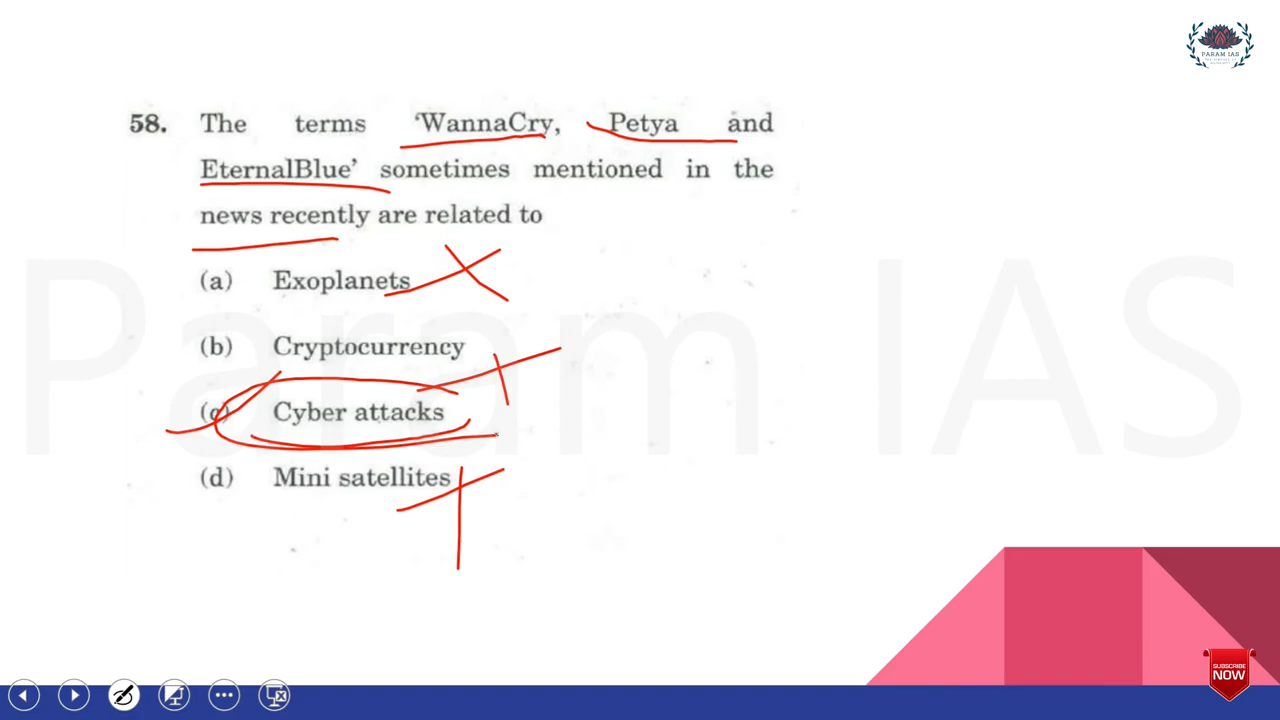 PARAM IAS
58. The terms 'WannaCry, Petya and
EternalBlue' sometimes mentioned in the
news recently are related to
(a) Exoplanets
(b) Cryptocurrency
(c) Cyber attacks
(d) Mini satellites
Param IAS
SUBSCRIBE
NOW